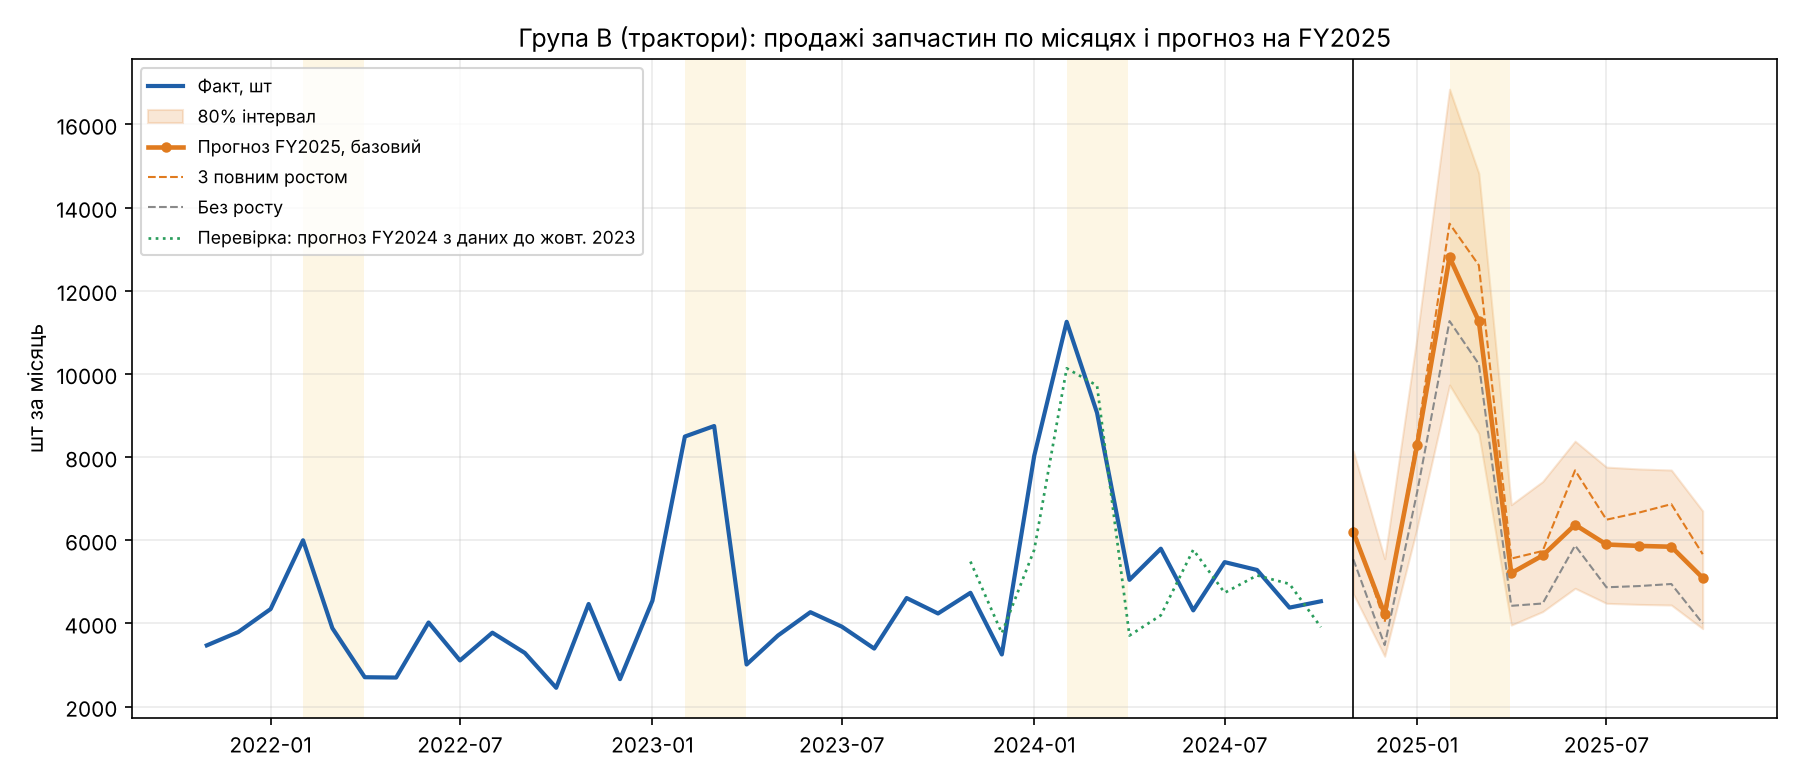 Група B (трактори): продажі запчастин по місяцях і прогноз на FY2025
Факт, шт
80% інтервал
Прогноз FY2025, базовий
З повним ростом
Без росту
Перевірка: прогноз FY2024 з даних до жовт. 2023
шт за місяць
16000
14000
12000
10000
8000
6000
4000
2000
2022-01
2022-07
2023-01
2023-07
2024-01
2024-07
2025-01
2025-07